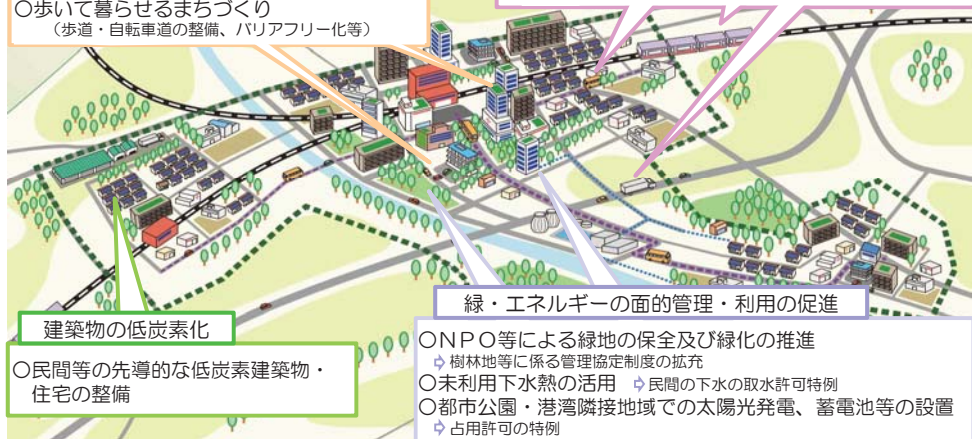 〇歩いて暮らせるまちづくり
（歩道・自転車道の整備、バリアフリー化等）
建築物の低炭素化
〇民間等の先導的な低炭素建築物・
住宅の整備
緑・エネルギーの面的管理・利用の促進
〇ＮＰＯ等による緑地の保全及び緑化の推進
⇨樹林地等に係る管理協定制度の拡充
〇未利用下水熱の活用 ⇨民間の下水の取水許可特例
〇都市公園・港湾隣接地域での太陽光発電、蓄電池等の設置
⇨占用許可の特例